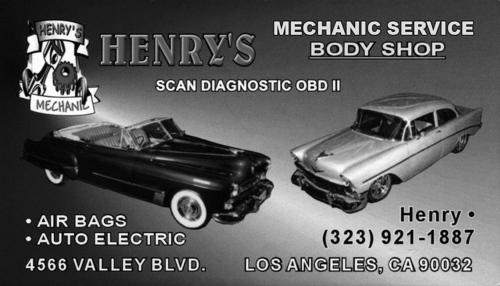 HENRY'S
MECHANIC
HENRY'S
MECHANIC SERVICE
BODY SHOP
SCAN DIAGNOSTIC OBD II
• AIR BAGS
• AUTO ELECTRIC
Henry •
(323) 921-1887
4566 VALLEY BLVD. LOS ANGELES, CA 90032